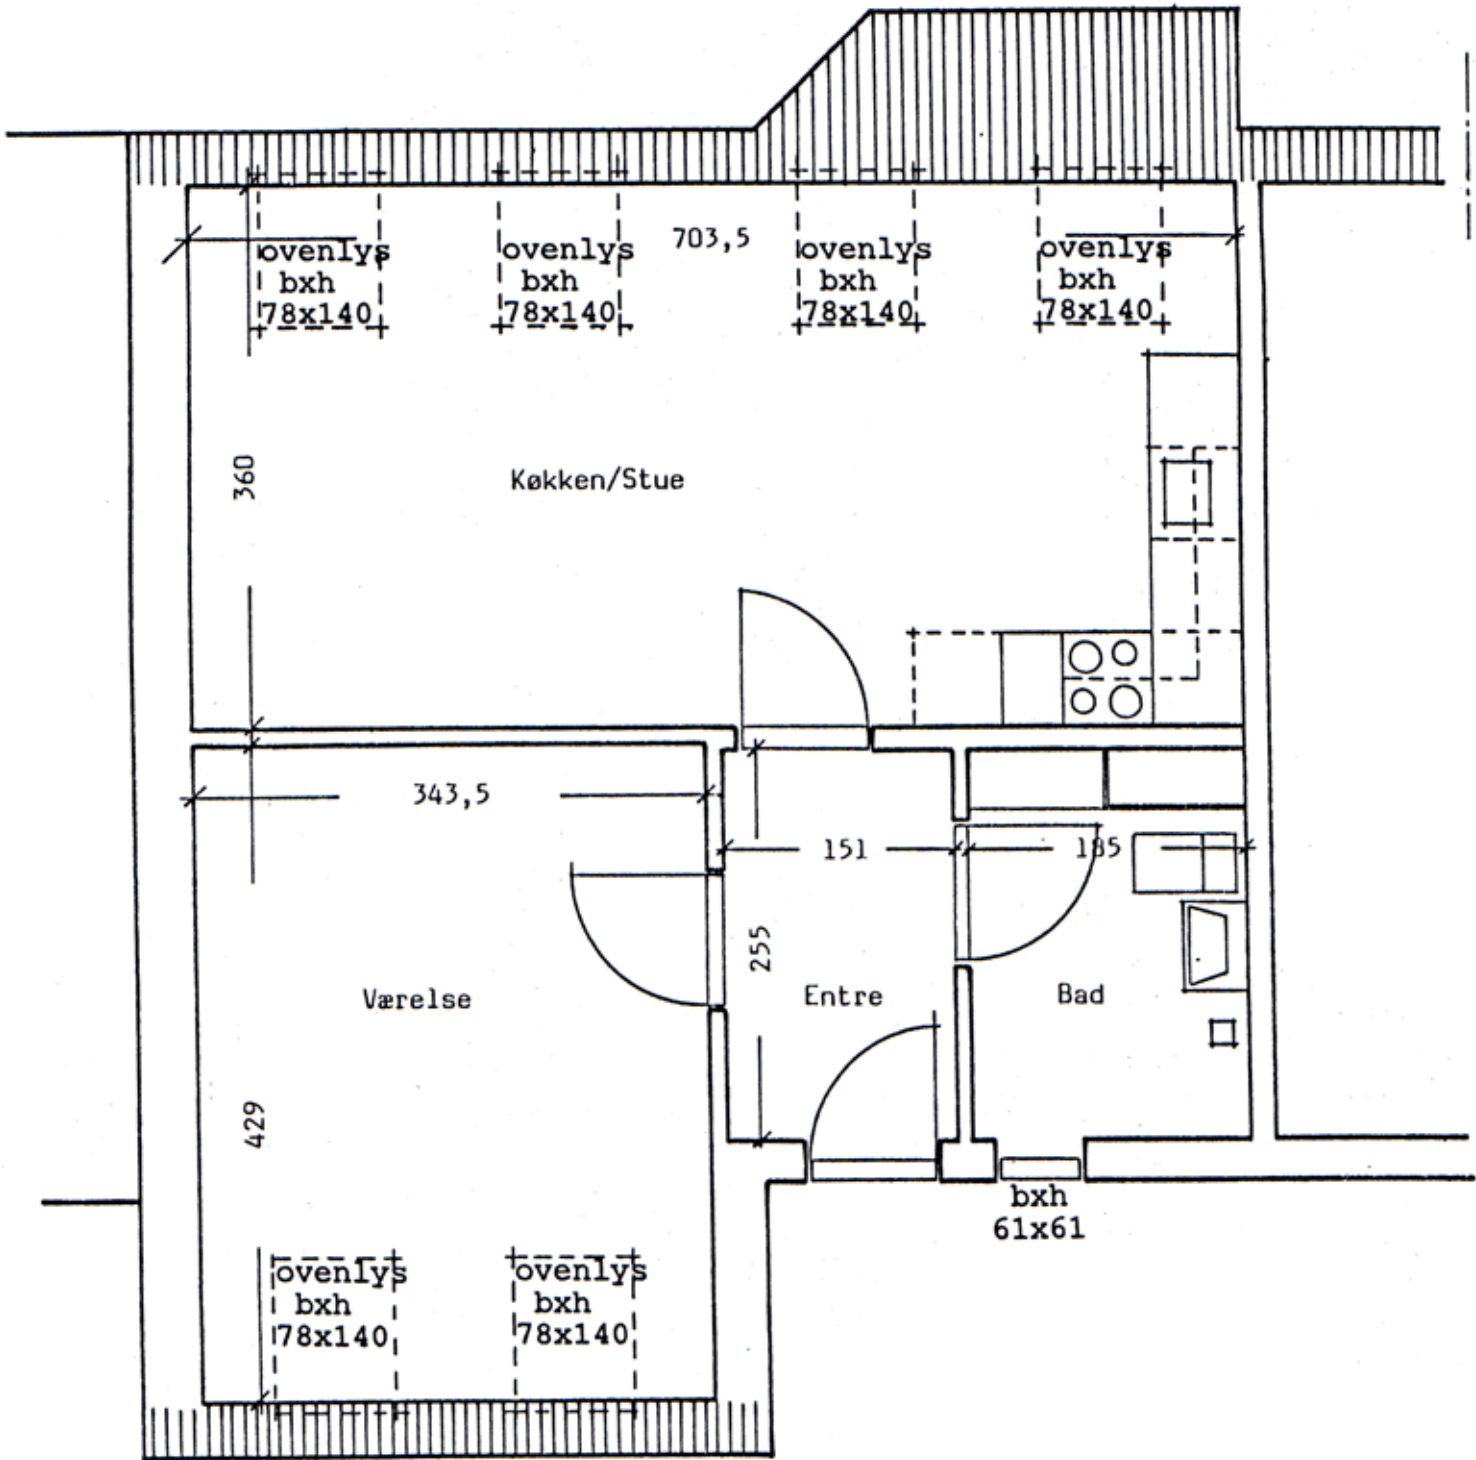 703,5
ovenlys
bxh
78x140
ovenlys
bxh
78x140
ovenlys
bxh
78x140
ovenlys
bxh
78x140
360
Køkken/Stue
343,5
151
185
255
Værelse
Entre
Bad
429
bxh
61x61
ovenlys
bxh
78x140
ovenlys
bxh
78x140